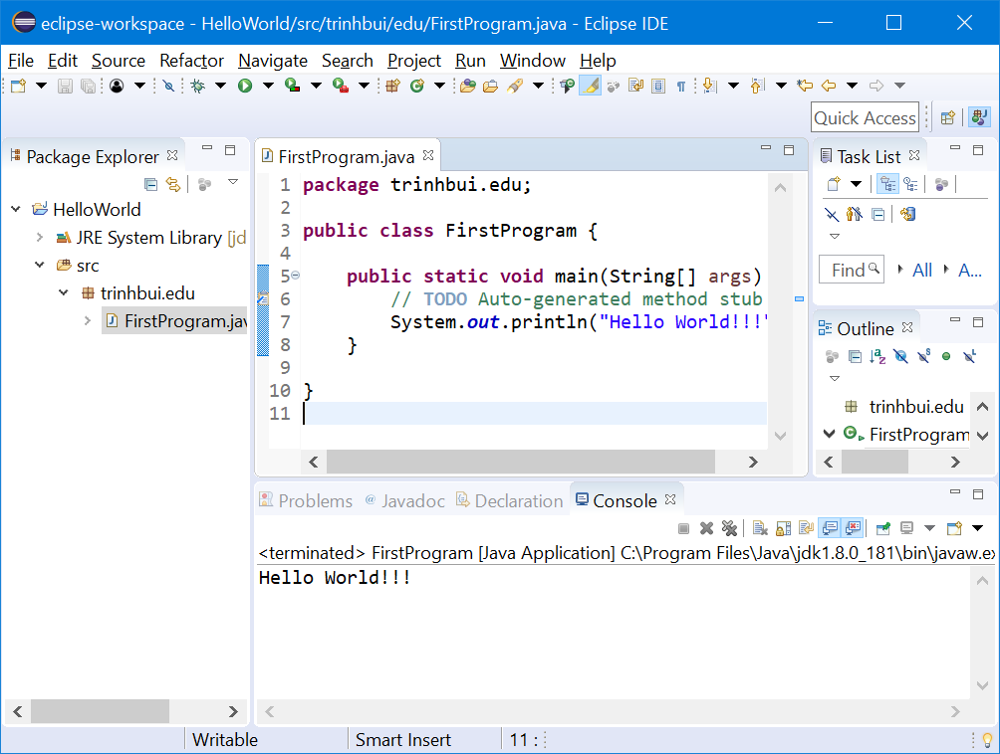 eclipse-workspace - HelloWorld/src/trinhbui/edu/FirstProgram.java - Eclipse IDE
File Edit Source Refactor Navigate Search Project Run Window Help
Quick Access
Package Explorer
HelloWorld
JRE System Library [jd
src
trinhbui.edu
FirstProgram.jav
FirstProgram.java
1 package trinhbui.edu;
2
3 public class FirstProgram {
4
5 public static void main(String[] args)
6 // TODO Auto-generated method stub
7 System.out.println("Hello World!!!"
8 }
9
10 }
11
Task List
Find All A...
Outline
trinhbui.edu
FirstProgram
Problems Javadoc Declaration Console
<terminated> FirstProgram [Java Application] C:\Program Files\Java\jdk1.8.0_181\bin\javaw.ex
Hello World!!!
Writable Smart Insert 11 :